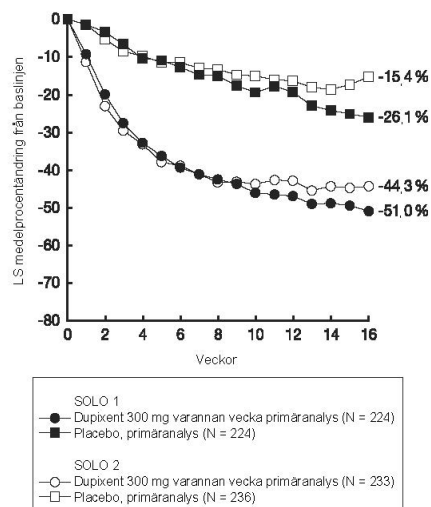 LS medelprocentändring från baslinjen
0
-10
-20
-30
-40
-50
-60
-70
-80
-15,4 %
-26,1 %
-44,3 %
-51,0 %
0 2 4 6 8 10 12 14 16
Veckor
SOLO 1
Dupixent 300 mg varannan vecka primäranalys (N = 224)
Placebo, primäranalys (N = 224)
SOLO 2
Dupixent 300 mg varannan vecka primäranalys (N = 233)
Placebo, primäranalys (N = 236)